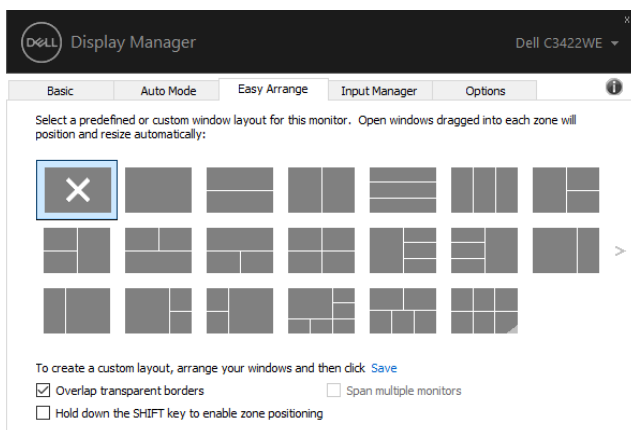 DELL Display Manager
Dell C3422WE
Basic Auto Mode Easy Arrange Input Manager Options
Select a predefined or custom window layout for this monitor. Open windows dragged into each zone will
position and resize automatically:
To create a custom layout, arrange your windows and then click Save
Overlap transparent borders
Span multiple monitors
Hold down the SHIFT key to enable zone positioning